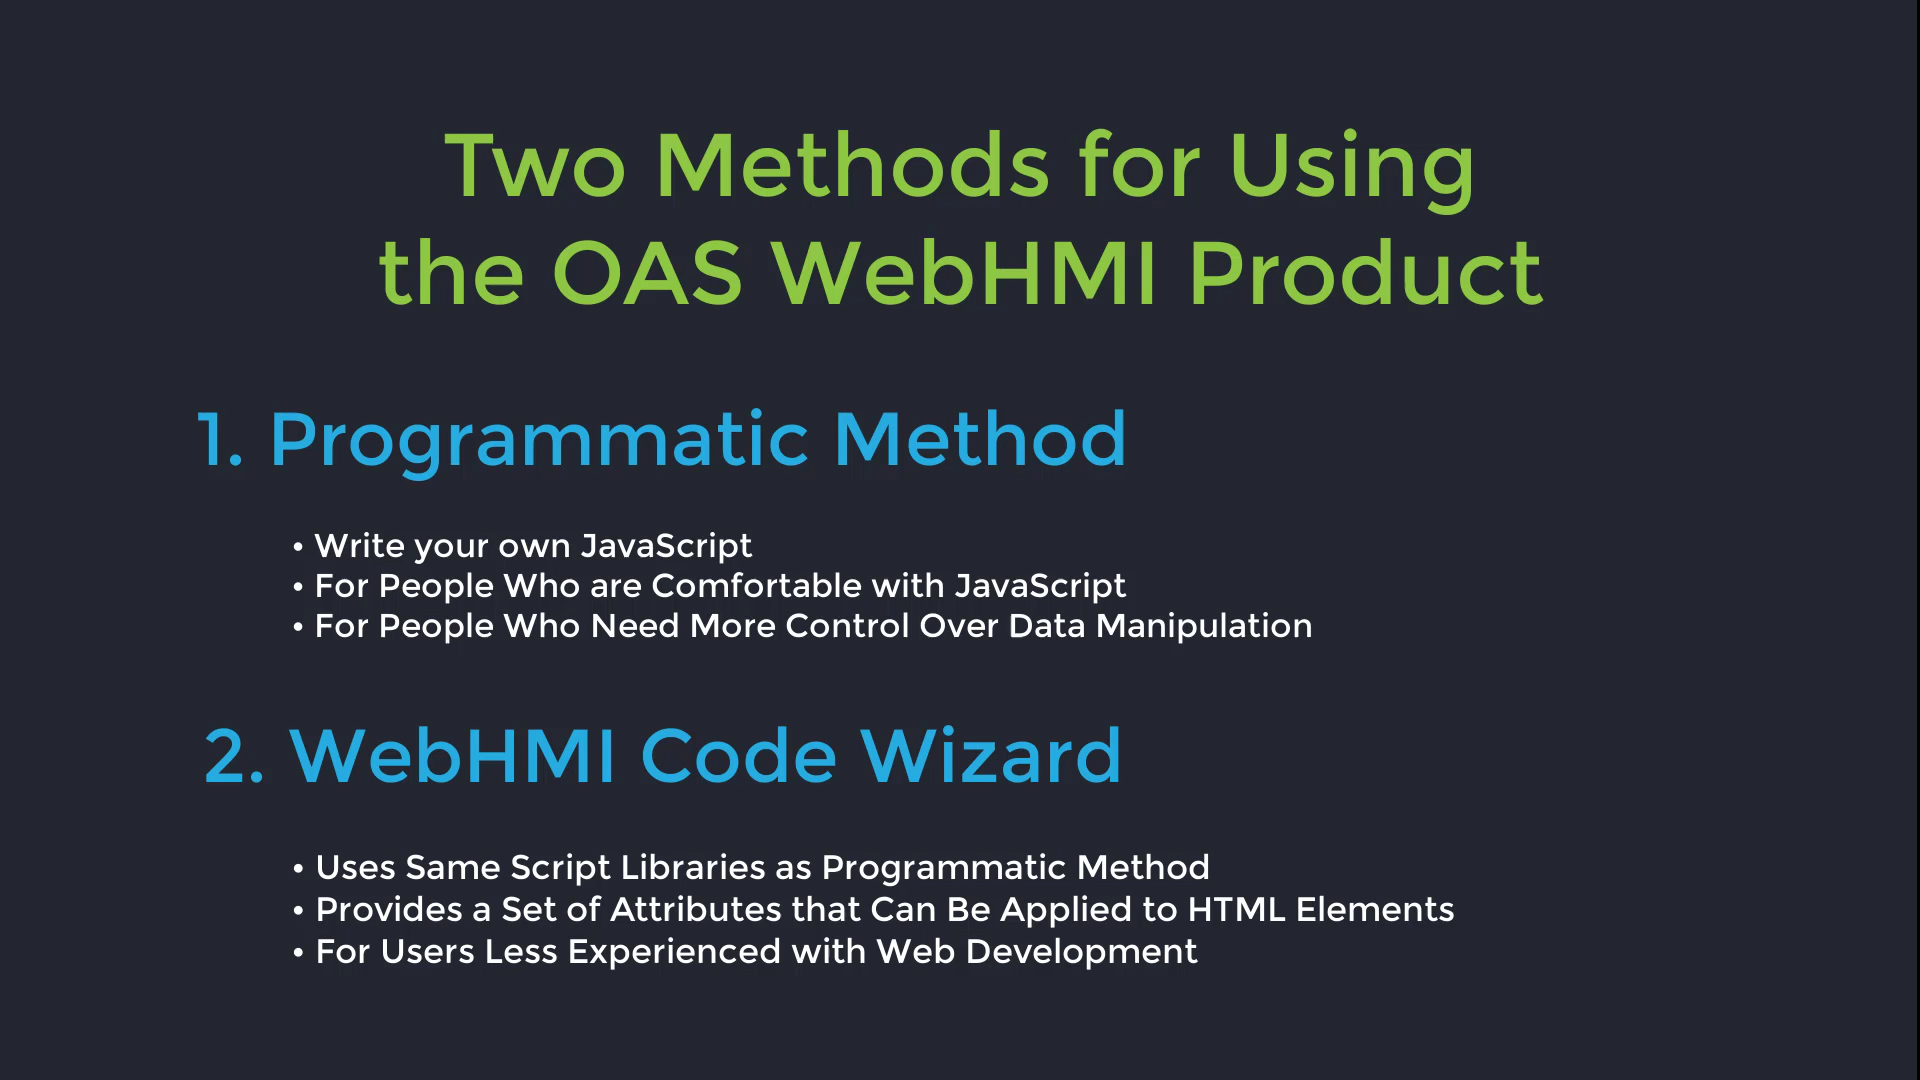 Two Methods for Using
the OAS WebHMI Product
1. Programmatic Method
• Write your own JavaScript
• For People Who are Comfortable with JavaScript
• For People Who Need More Control Over Data Manipulation
2. WebHMI Code Wizard
• Uses Same Script Libraries as Programmatic Method
• Provides a Set of Attributes that Can Be Applied to HTML Elements
• For Users Less Experienced with Web Development